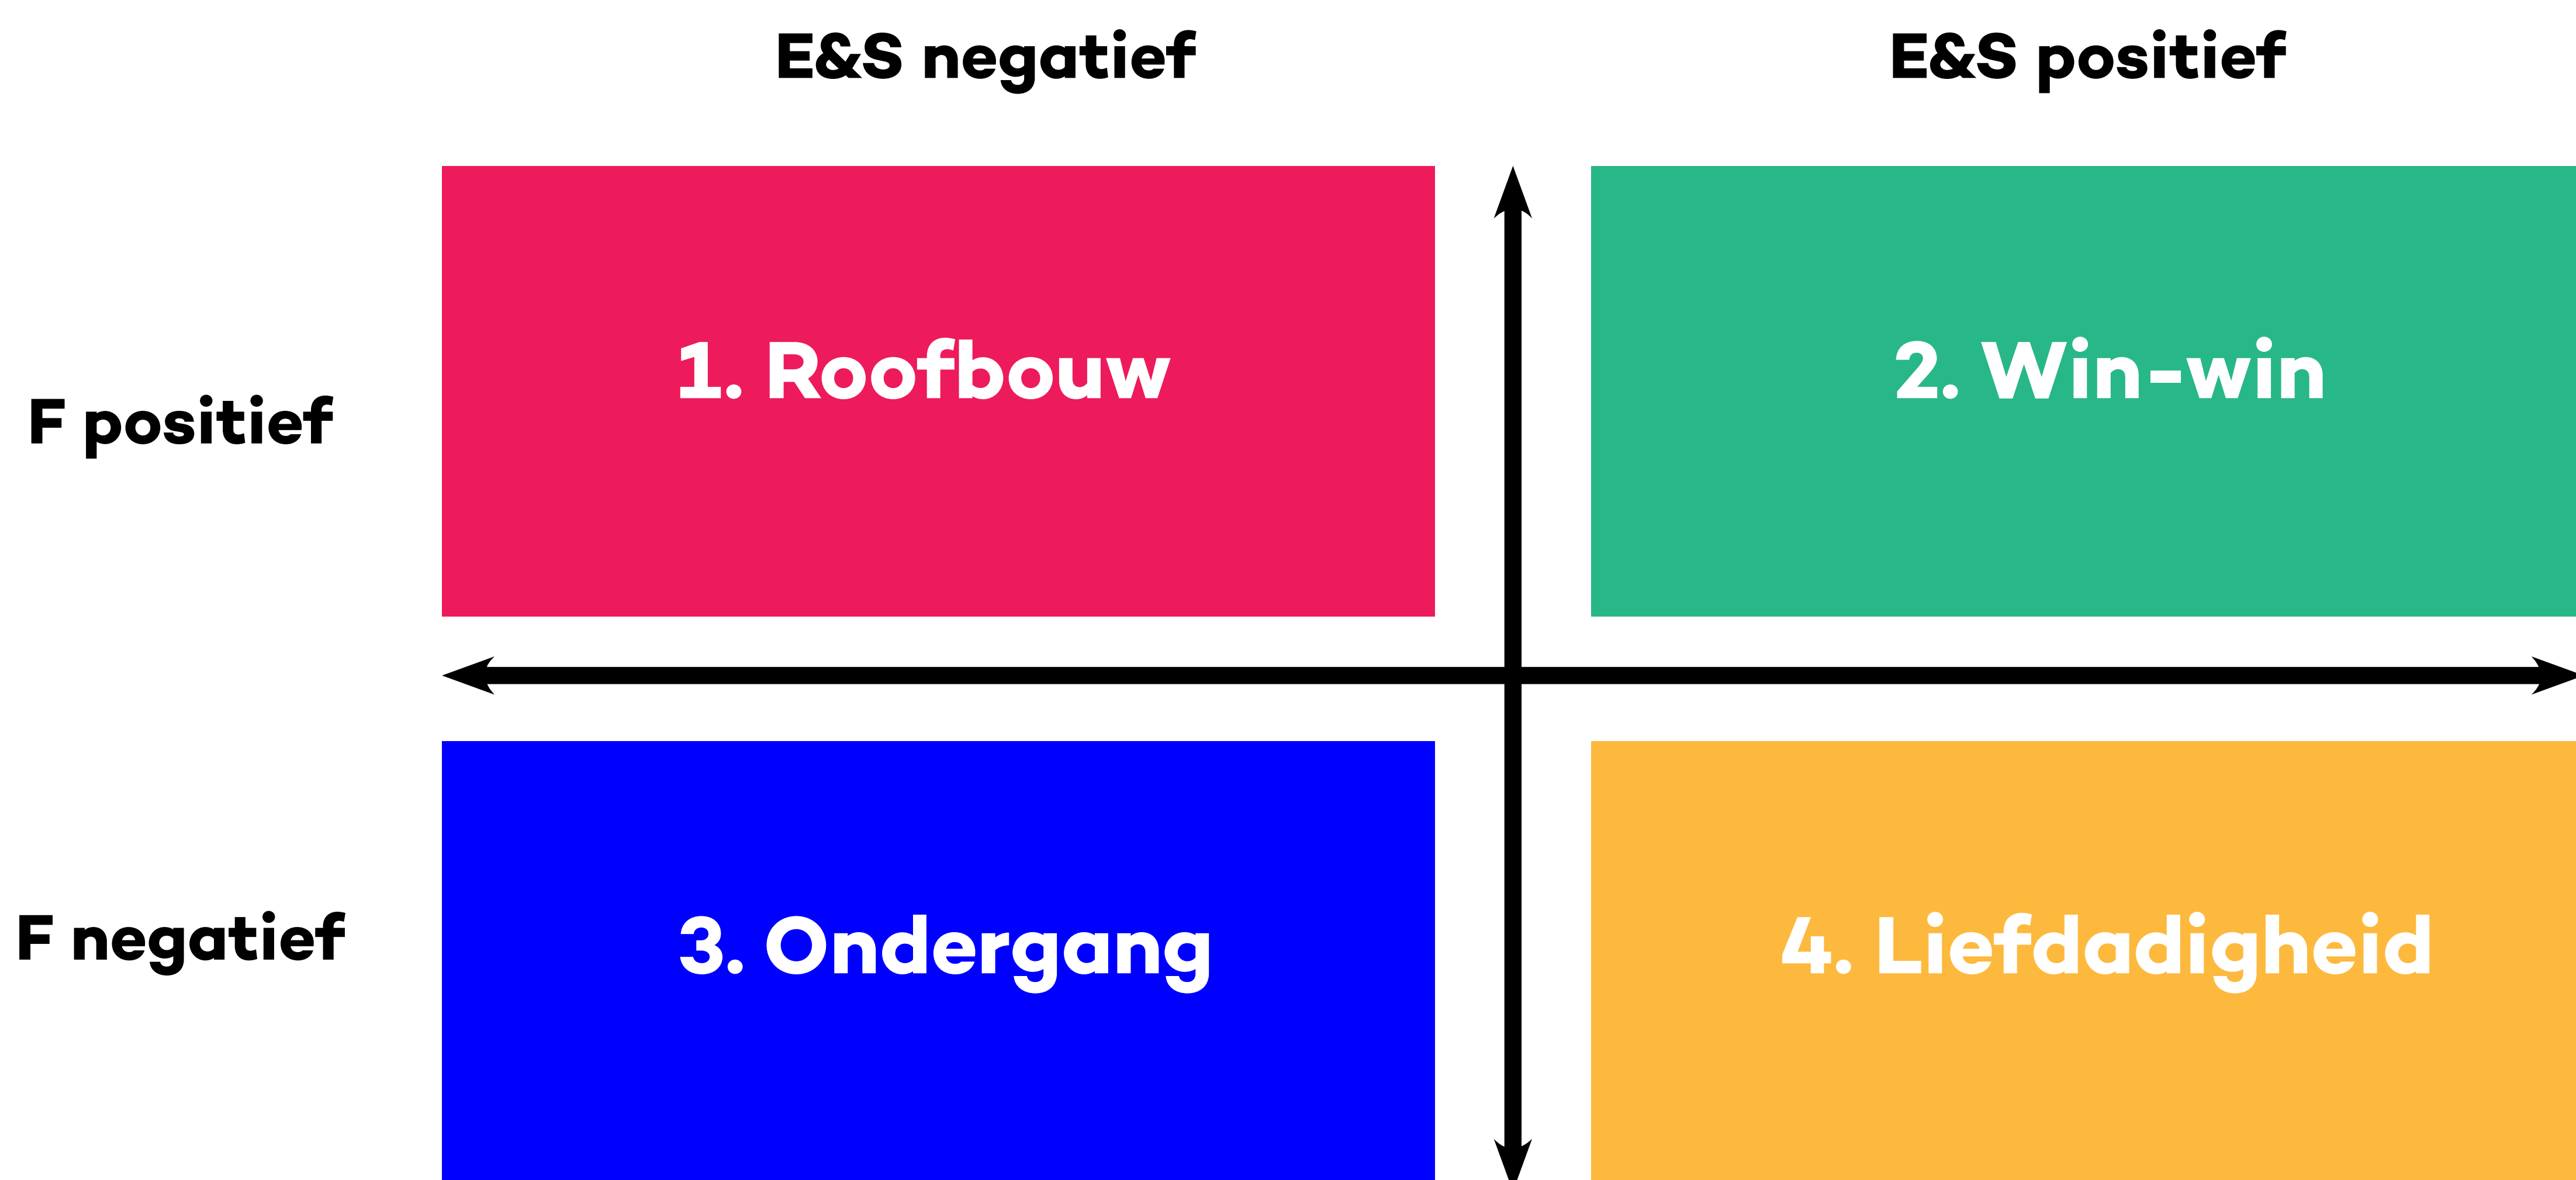 E&S negatief
E&S positief
F positief
1. Roofbouw
2. Win-win
F negatief
3. Ondergang
4. Liefdadigheid